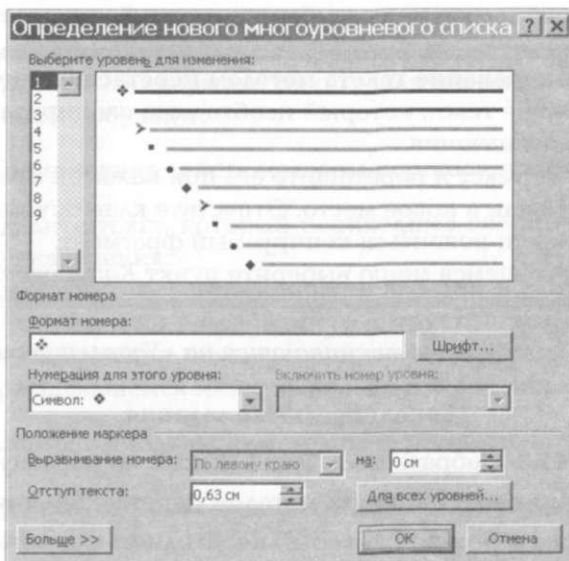 Определение нового многоуровневого списка
Выберите уровень для изменения:
1
2
3
4
5
6
7
8
9
Формат номера
Формат номера:
Шрифт...
Нумерация для этого уровня:
Включить номер уровня:
Символ:
Положение маркера
Выравнивание номера:
По левому краю
на:
0 см
Отступ текста:
0,63 см
Для всех уровней...
Больше >>
ОК
Отмена